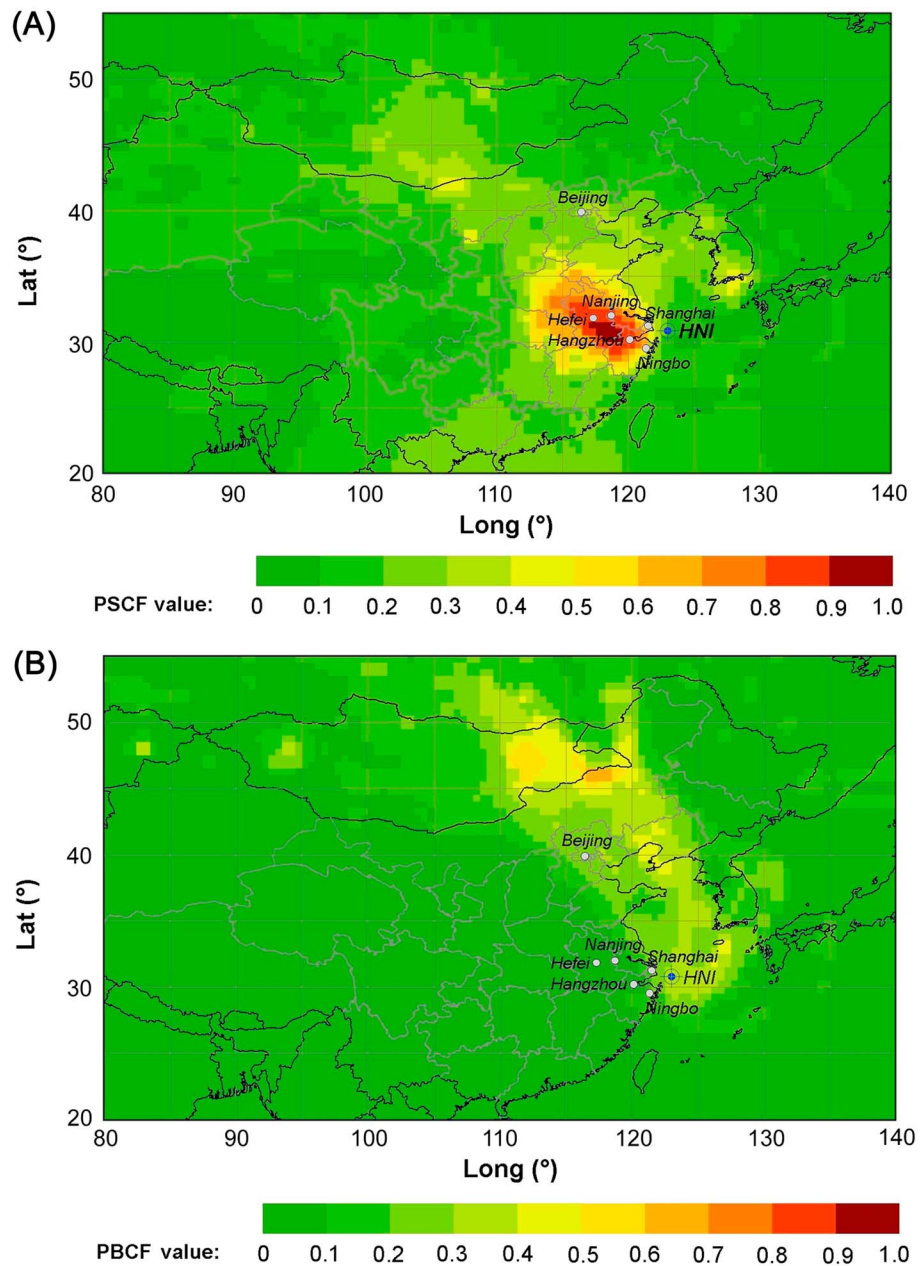 (A)
50
40
30
20
Lat (°)
Beijing
Nanjing
Hefei
Shanghai
HNI
Hangzhou
Ningbo
80 90 100 110 120 130 140
Long (°)
PSCF value: 0 0.1 0.2 0.3 0.4 0.5 0.6 0.7 0.8 0.9 1.0
(B)
50
40
30
20
Lat (°)
Beijing
Nanjing
Hefei
Shanghai
HNI
Hangzhou
Ningbo
80 90 100 110 120 130 140
Long (°)
PBCF value: 0 0.1 0.2 0.3 0.4 0.5 0.6 0.7 0.8 0.9 1.0